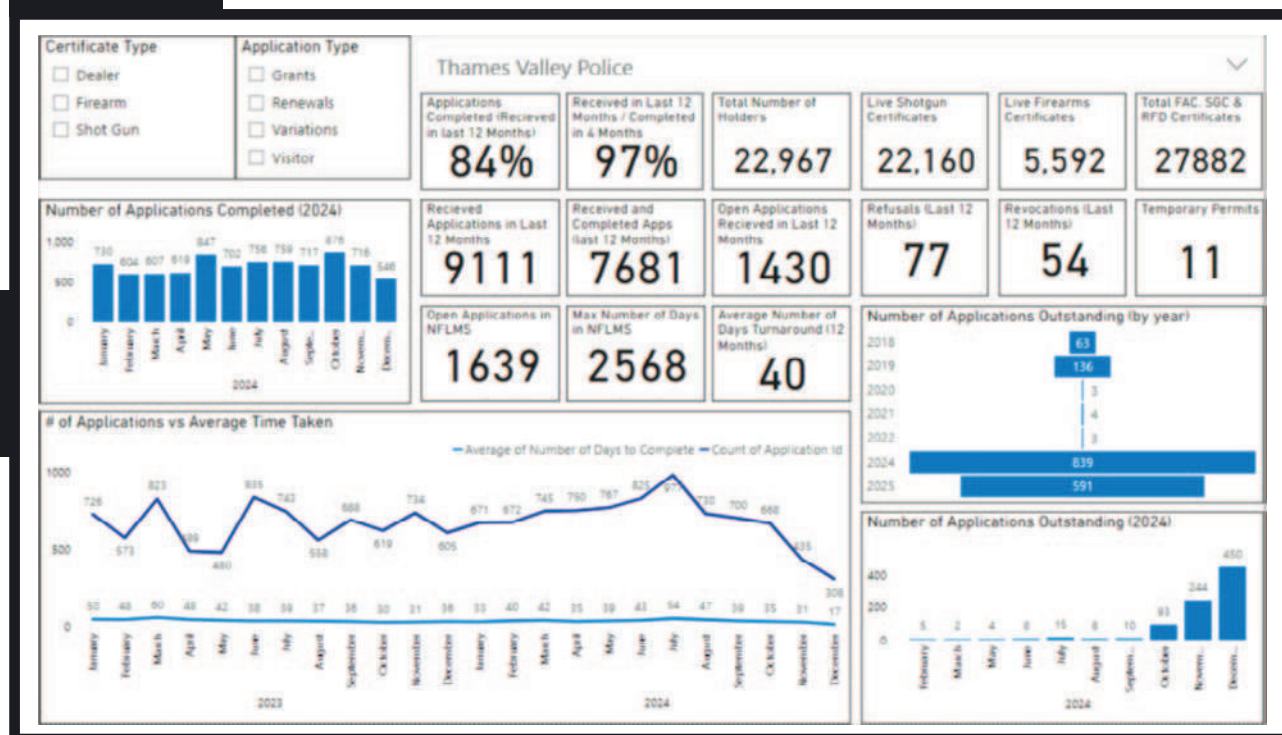 Certificate Type
Dealer
Firearm
Shot Gun
Application Type
Grants
Renewals
Variations
Visitor
Thames Valley Police
Applications
Completed (Recieved
in last 12 Months)
84%
Received in Last 12
Months / Completed
in 4 Months
97%
Total Number of
Holders
22,967
Live Shotgun
Certificates
22,160
Live Firearms
Certificates
5,592
Total FAC, SGC &
RFD Certificates
27882
Number of Applications Completed (2024)
1,000
500
0
730 604 607 619 847 702 756 759 717 876 716 546
January February March April May June July August Septe... October Novem... Decem...
2024
Recieved
Applications in Last
12 Months
9111
Received and
Completed Apps
(last 12 Months)
7681
Open Applications
Recieved in Last 12
Months
1430
Refusals (Last 12
Months)
77
Revocations (Last
12 Months)
54
Temporary Permits
11
Open Applications in
NFLMS
1639
Max Number of Days
in NFLMS
2568
Average Number of
Days Turnaround (12
Months)
40
Number of Applications Outstanding (by year)
2018 63
2019 136
2020 3
2021 4
2022 3
2024 839
2025 591
# of Applications vs Average Time Taken
Average of Number of Days to Complete Count of Application Id
1000
500
0
726 573 823 480 835 743 558 688 619 734 605 671 672 745 750 767 825 977 730 700 668 435 308
50 48 60 48 42 38 39 37 36 30 31 36 33 40 42 35 39 43 54 47 39 35 31 17
January February March April May June July August September October November December January February March April May June July August September October November December
2023 2024
Number of Applications Outstanding (2024)
400
200
0
5 2 4 8 15 8 10 93 244 450
February March May June July August Septem... October Novem... Decem...
2024